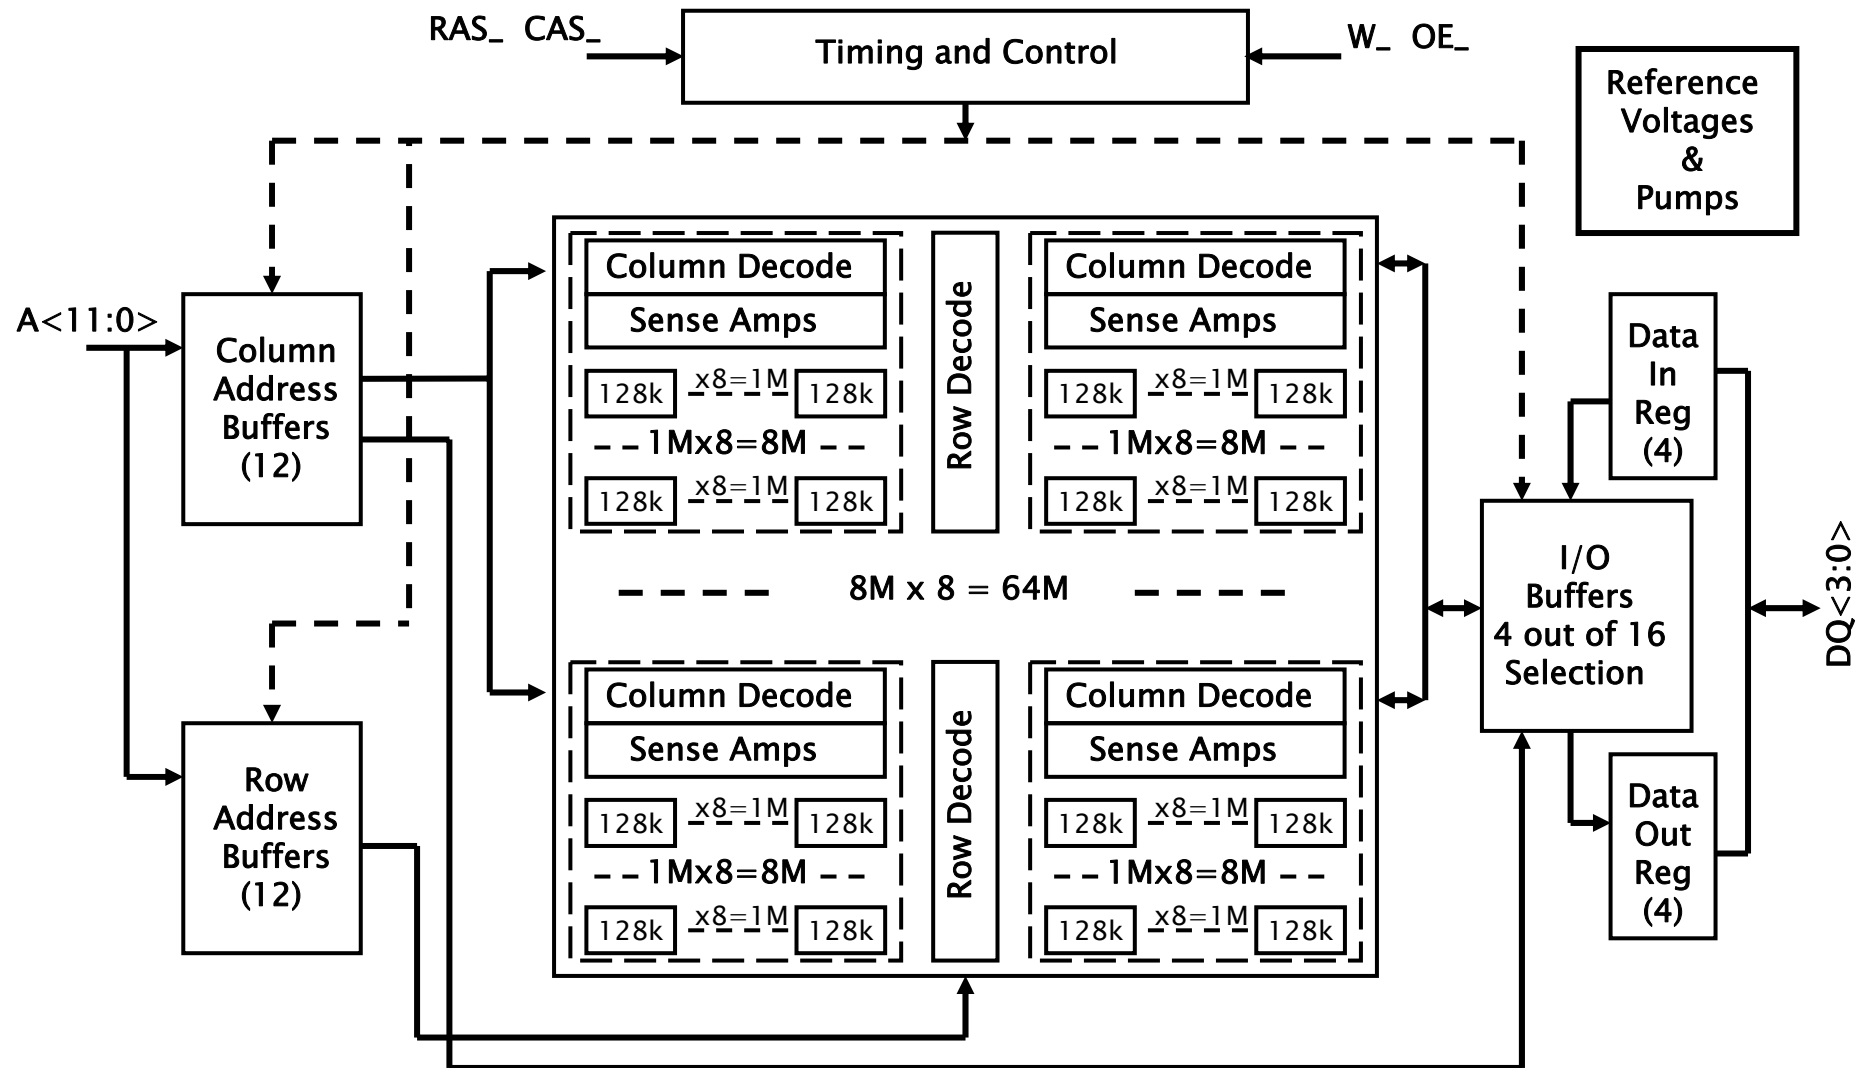 RAS_ CAS_
Timing and Control
W_ OE_
Reference
Voltages
&
Pumps
A<11:0>
Column
Address
Buffers
(12)
Row
Address
Buffers
(12)
Column Decode
Sense Amps
128k x8=1M 128k
1Mx8=8M
128k x8=1M 128k
Row Decode
Column Decode
Sense Amps
128k x8=1M 128k
1Mx8=8M
128k x8=1M 128k
8M x 8 = 64M
Column Decode
Sense Amps
128k x8=1M 128k
1Mx8=8M
128k x8=1M 128k
Row Decode
Column Decode
Sense Amps
128k x8=1M 128k
1Mx8=8M
128k x8=1M 128k
Data
In
Reg
(4)
I/O
Buffers
4 out of 16
Selection
Data
Out
Reg
(4)
DQ<3:0>